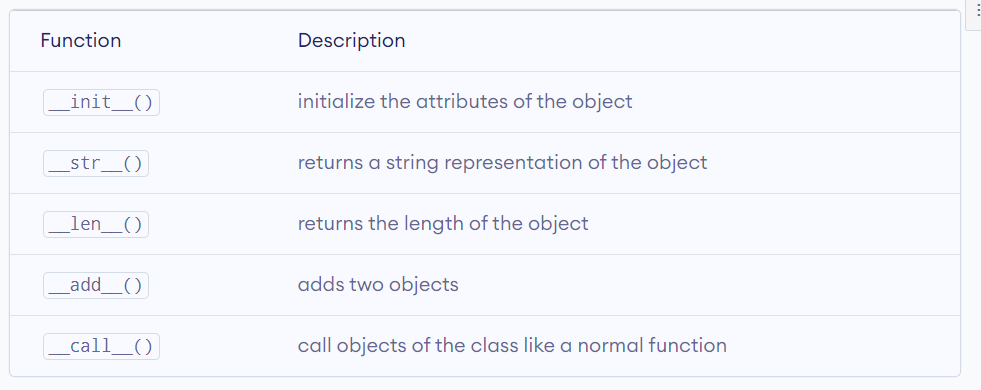 Function Description
__init__() initialize the attributes of the object
__str__() returns a string representation of the object
__len__() returns the length of the object
__add__() adds two objects
__call__() call objects of the class like a normal function